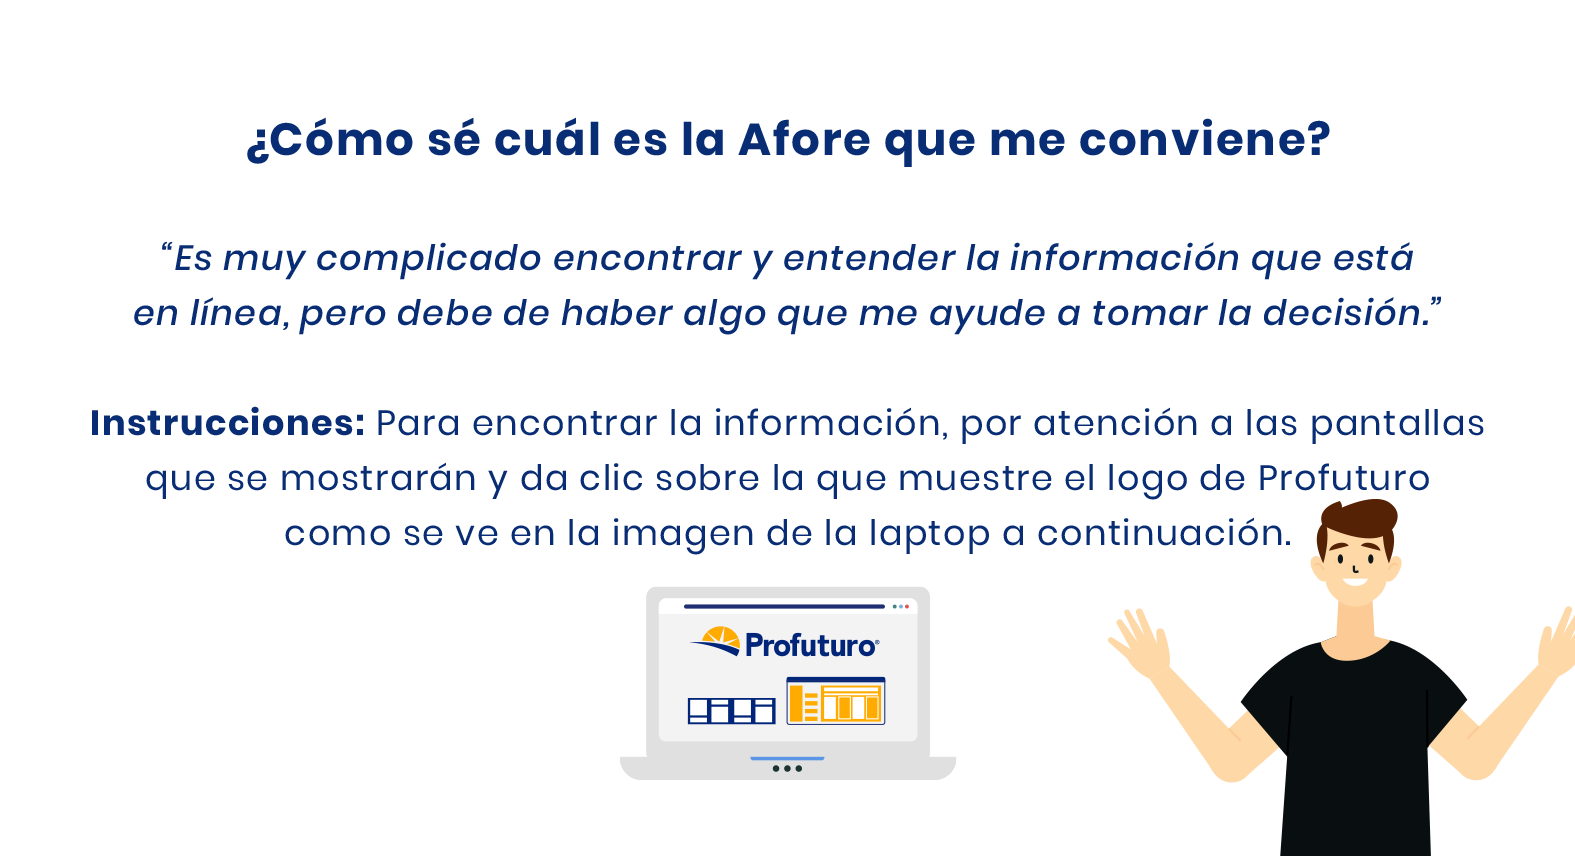 ¿Cómo sé cuál es la Afore que me conviene?
“Es muy complicado encontrar y entender la información que está
en línea, pero debe de haber algo que me ayude a tomar la decisión.”
Instrucciones: Para encontrar la información, por atención a las pantallas
que se mostrarán y da clic sobre la que muestre el logo de Profuturo
como se ve en la imagen de la laptop a continuación.
Profuturo®